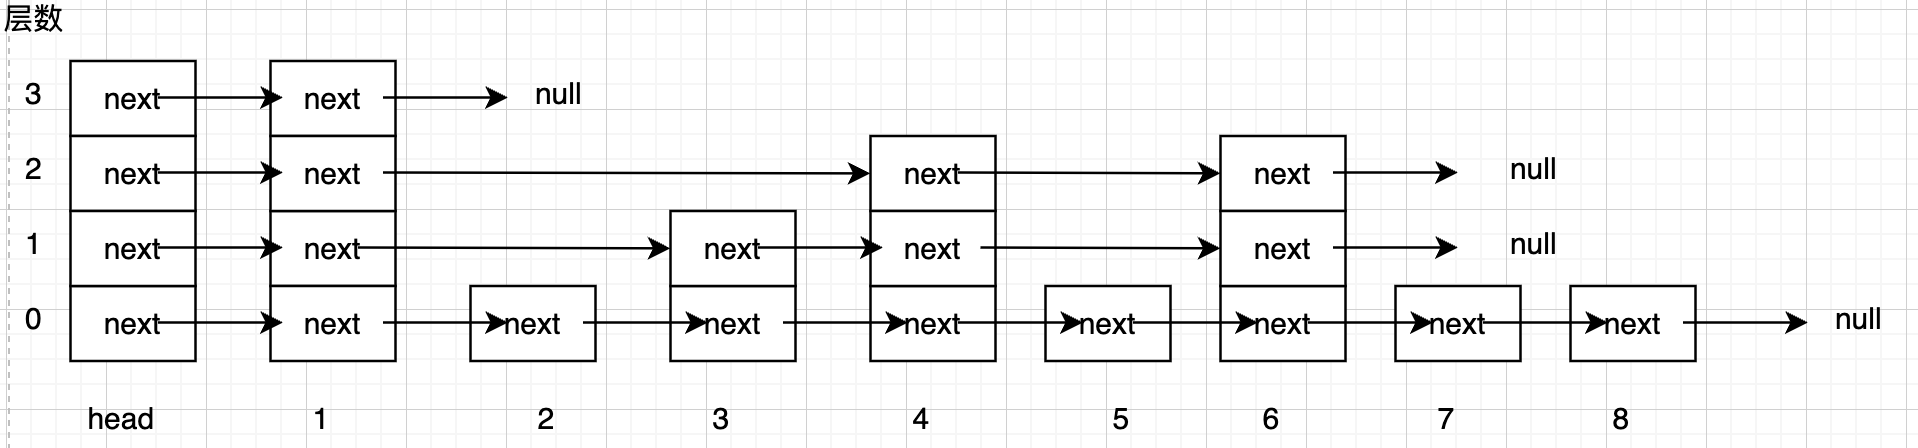 层数
3 next next null
2 next next next next null
1 next next next next next null
0 next next next next next next next next next null
head 1 2 3 4 5 6 7 8